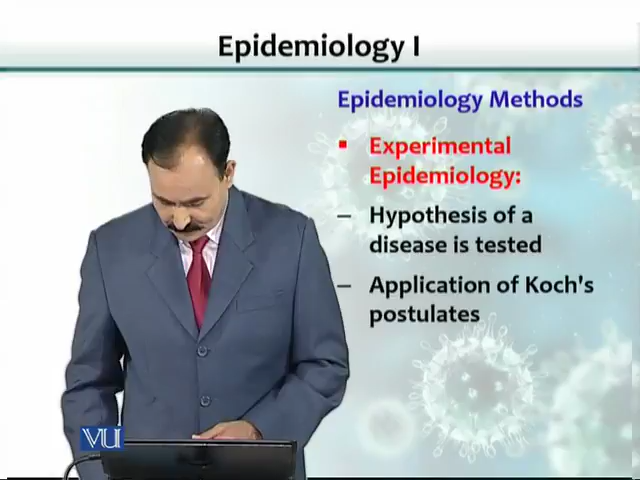 Epidemiology I
Epidemiology Methods
▪ Experimental
Epidemiology:
– Hypothesis of a
disease is tested
– Application of Koch's
postulates
VU